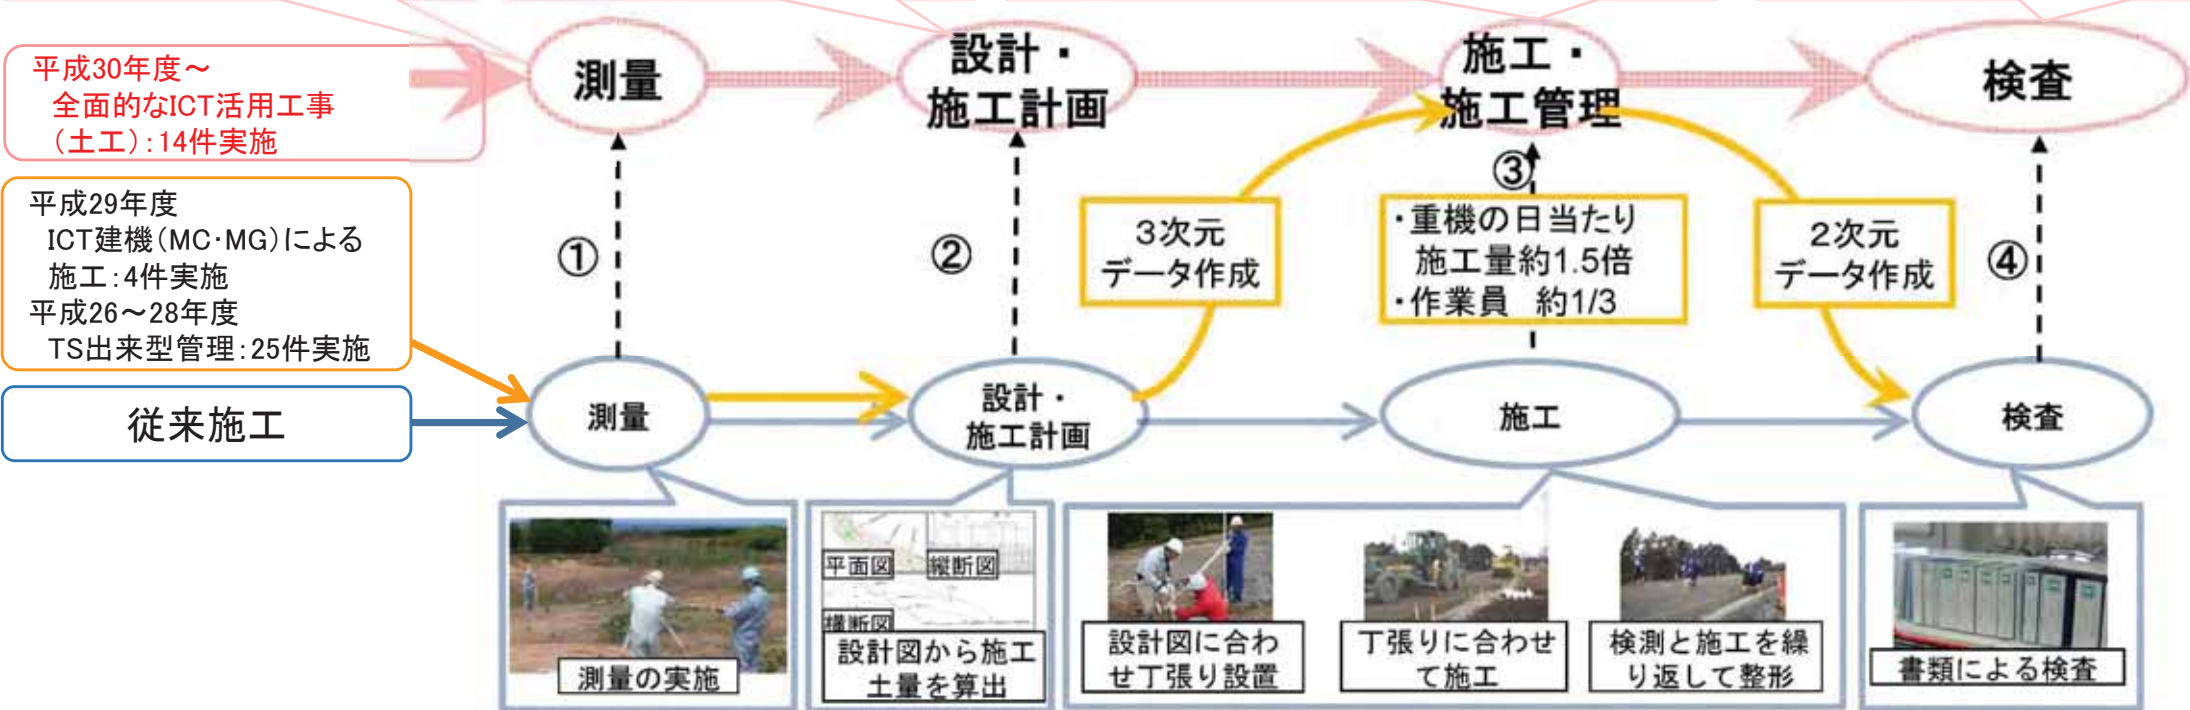 平成30年度～
全面的なICT活用工事
（土工）：14件実施
測量
設計・
施工計画
施工・
施工管理
検査
平成29年度
ICT建機（MC・MG）による
施工：4件実施
平成26～28年度
TS出来型管理：25件実施
①
②
3次元
データ作成
③
・重機の日当たり
施工量約1.5倍
・作業員　約1/3
2次元
データ作成
④
従来施工
測量
設計・
施工計画
施工
検査
測量の実施
平面図
縦断図
横断図
設計図から施工
土量を算出
設計図に合わ
せ丁張り設置
丁張りに合わせ
て施工
検測と施工を繰
り返して整形
書類による検査